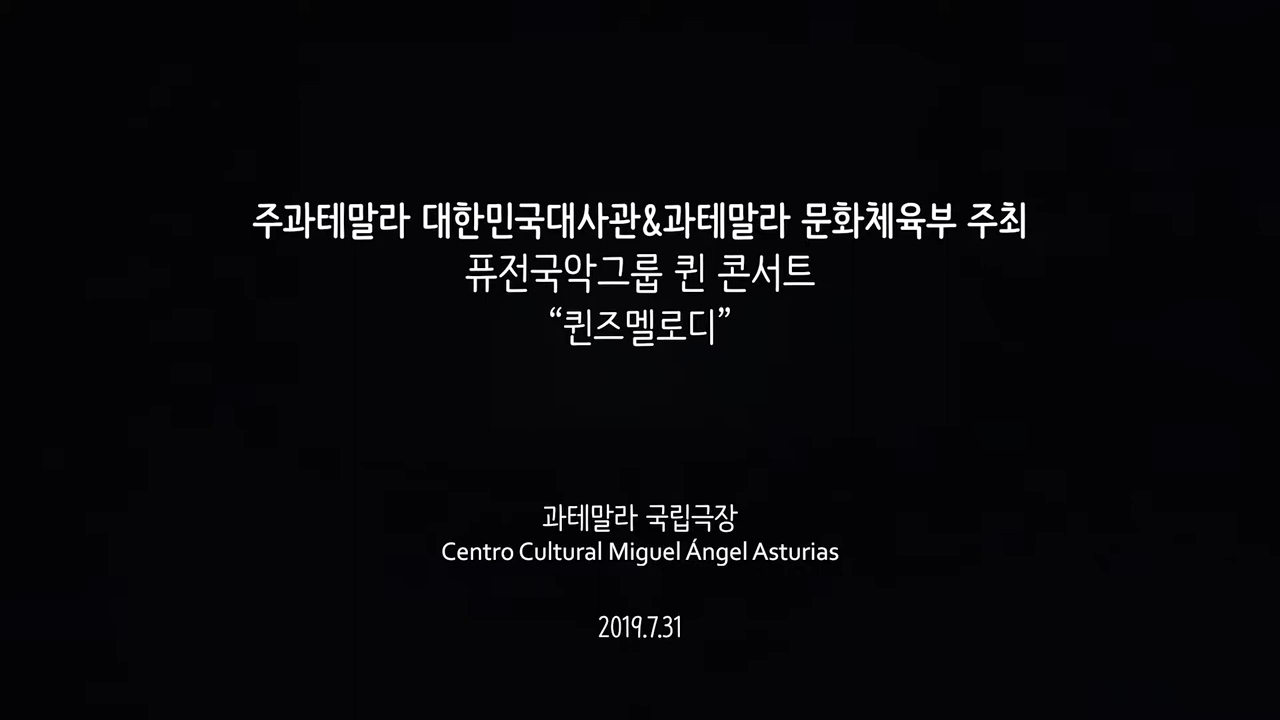 주과테말라 대한민국대사관&과테말라 문화체육부 주최
퓨전국악그룹 퀸 콘서트
“퀸즈멜로디”
과테말라 국립극장
Centro Cultural Miguel Ángel Asturias
2019.7.31